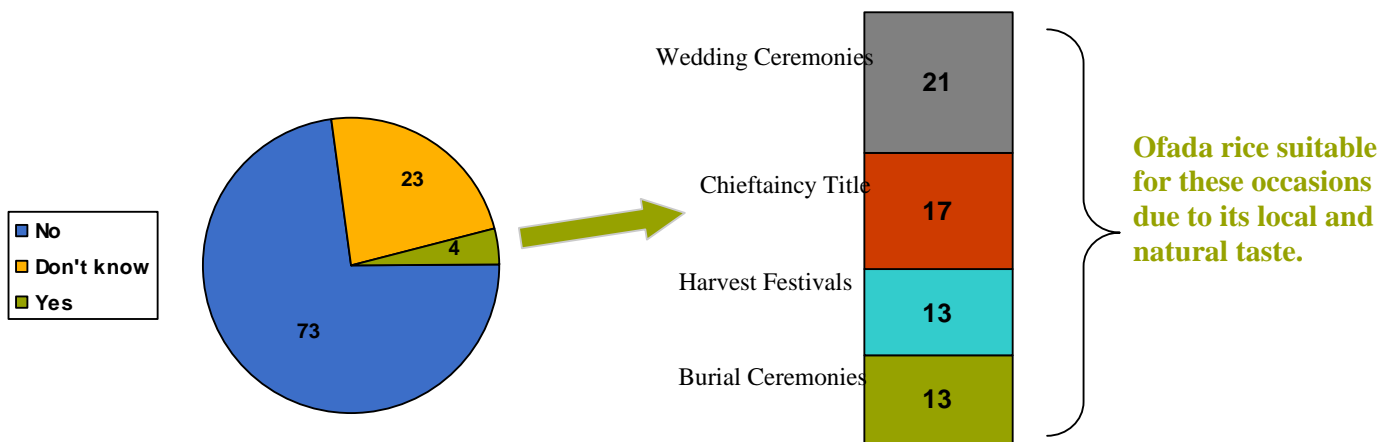 No
Don't know
Yes
23
4
73
Wedding Ceremonies
21
Chieftaincy Title
17
Harvest Festivals
13
Burial Ceremonies
13
Ofada rice suitable
for these occasions
due to its local and
natural taste.